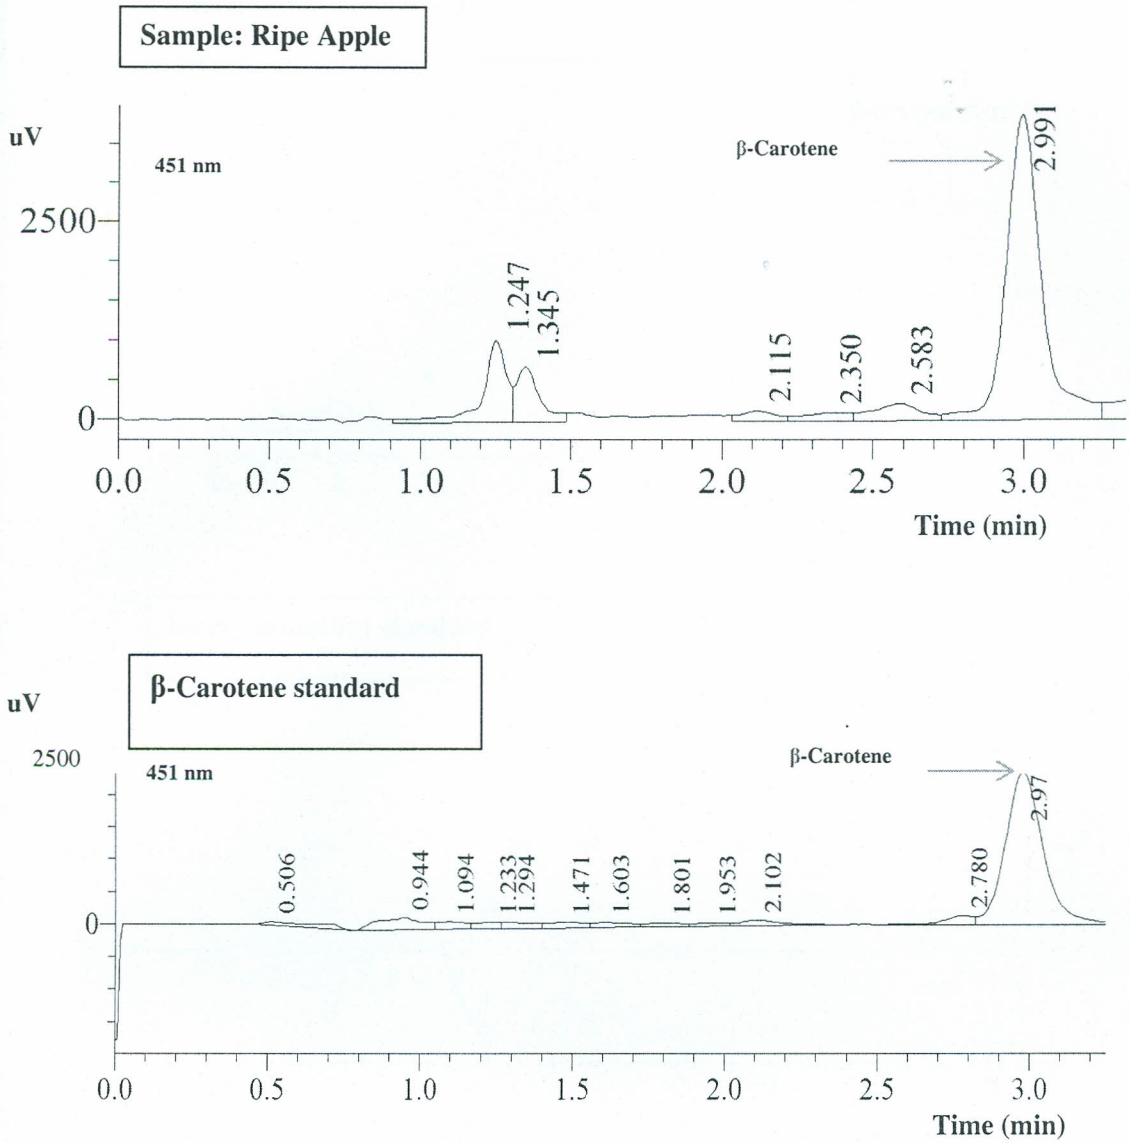 Sample: Ripe Apple
uV
451 nm
β-Carotene
2.991
2500
1.247
1.345
2.115
2.350
2.583
0
0.0 0.5 1.0 1.5 2.0 2.5 3.0
Time (min)
β-Carotene standard
uV
2500
451 nm
β-Carotene
2.97
0.506
0.944
1.094
1.233
1.294
1.471
1.603
1.801
1.953
2.102
2.780
0
0.0 0.5 1.0 1.5 2.0 2.5 3.0
Time (min)